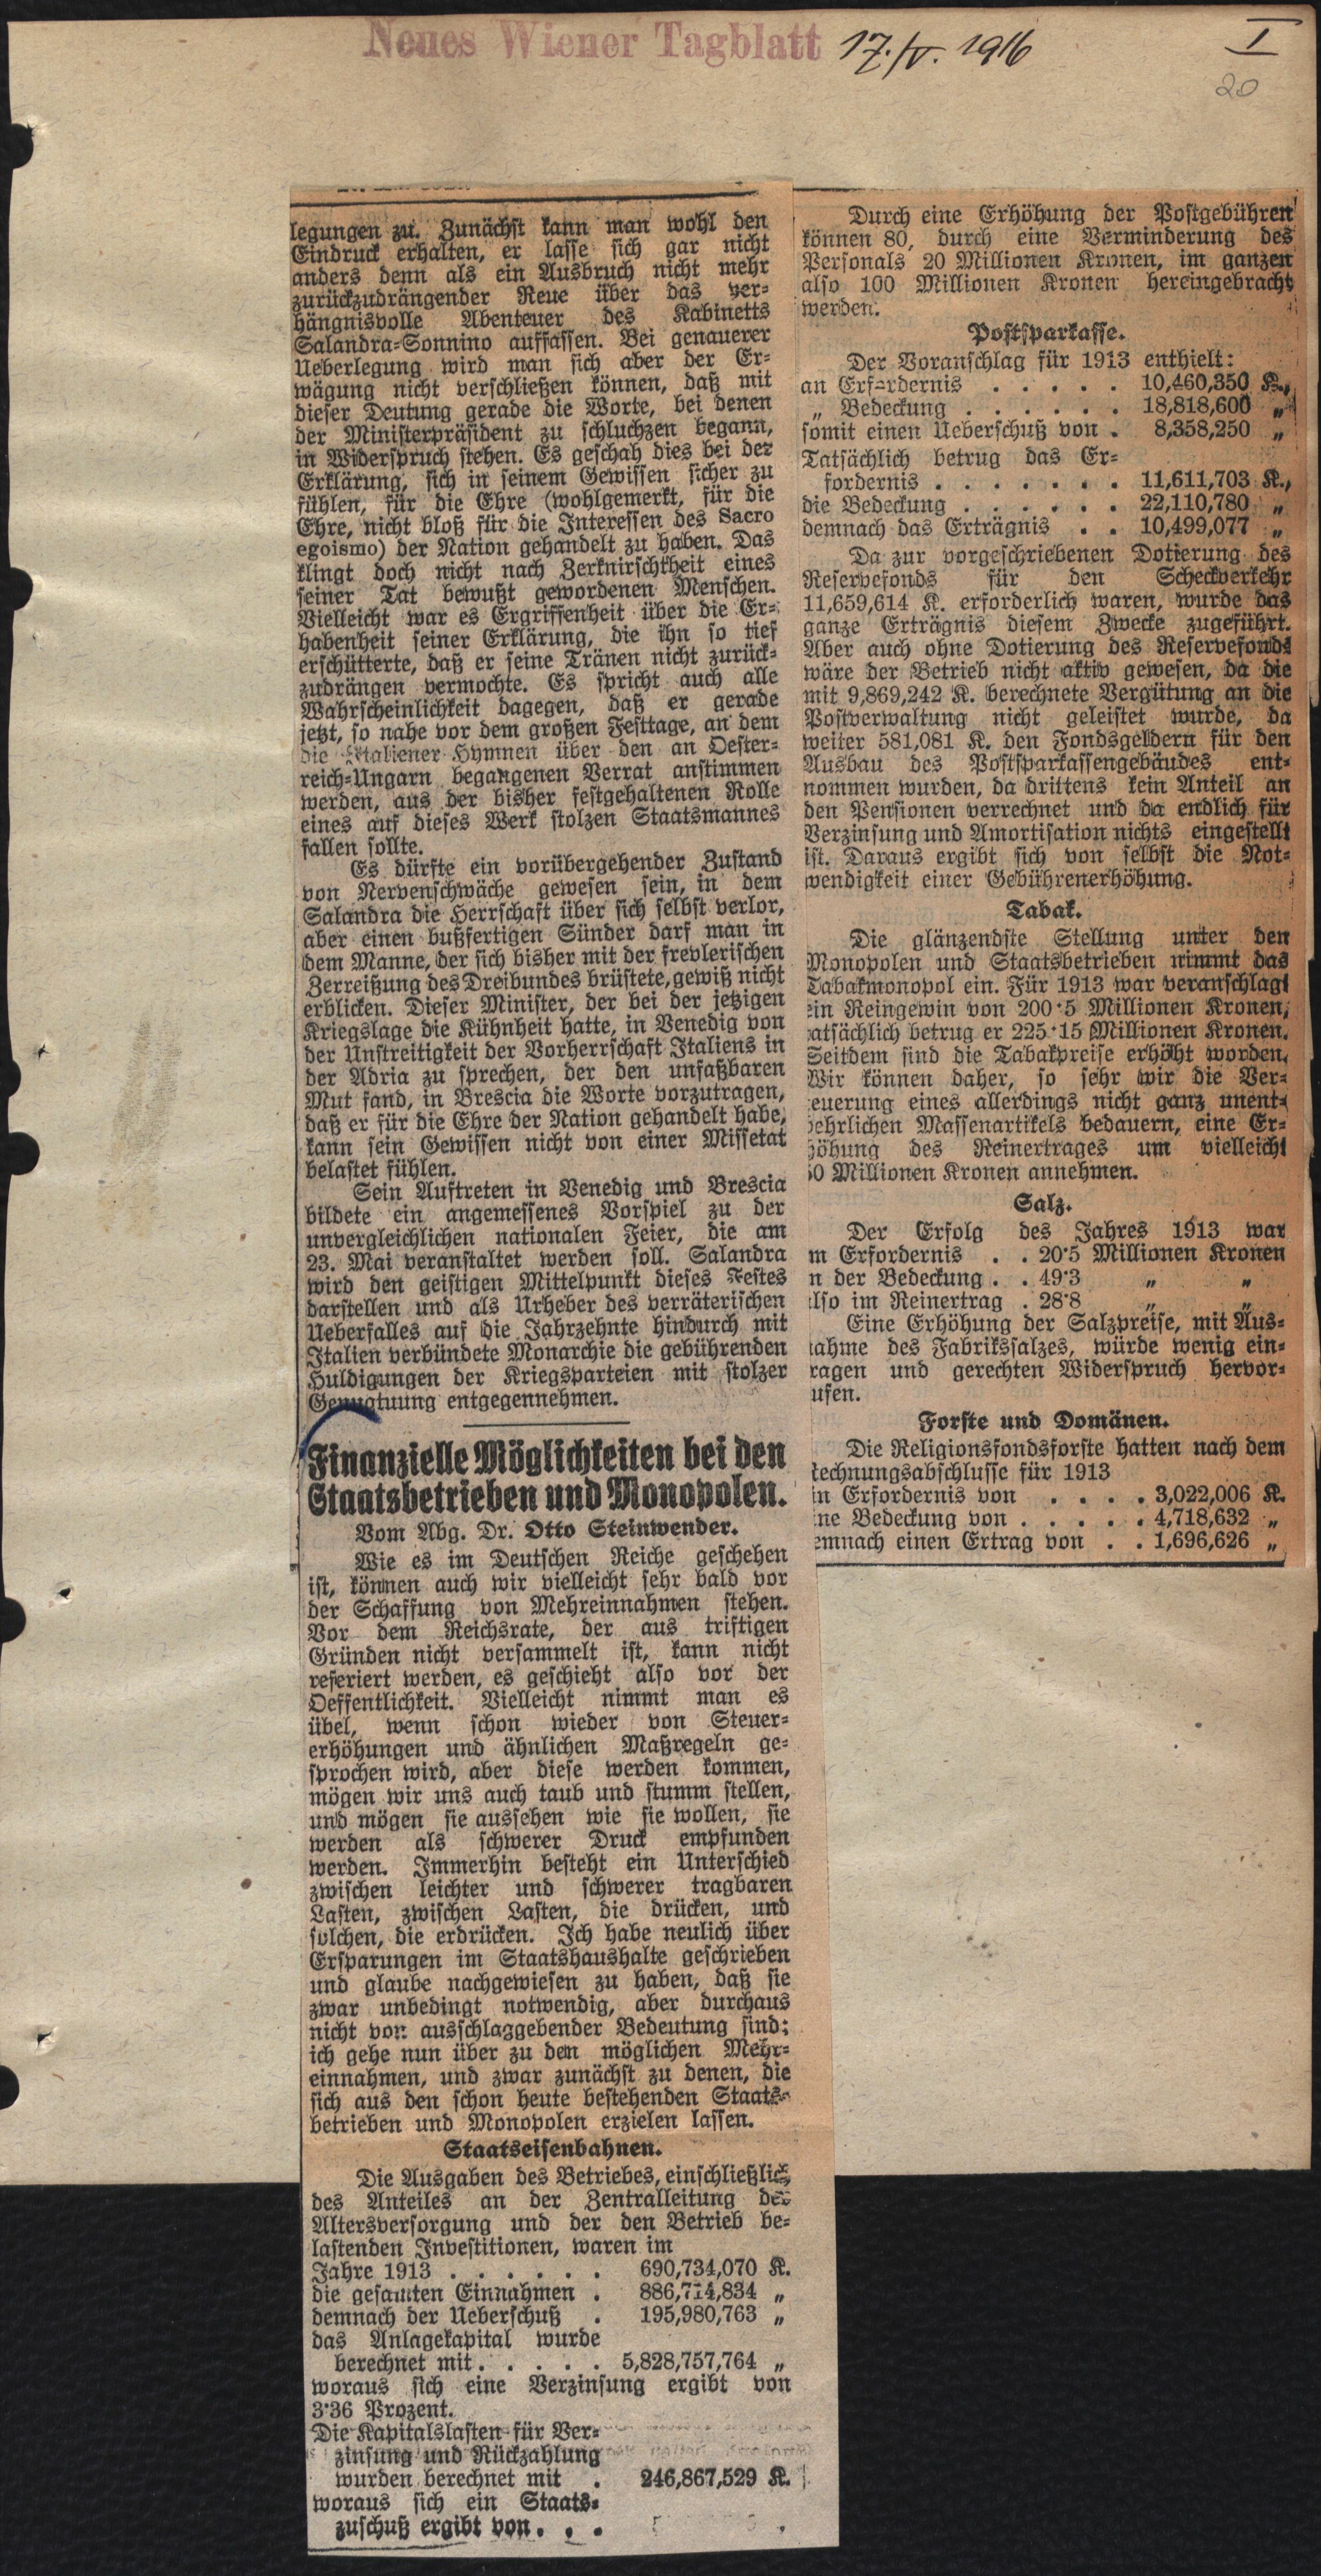 Neues Wiener Tagblatt 17./V. 1916
I
20
legungen zu. Zunächst kann man wohl den
Eindruck erhalten, er lasse sich gar nicht
anders denn als ein Ausbruch nicht mehr
zurückzudrängender Reue über das ver-
hängnisvolle Abenteuer des Kabinetts
Salandra-Sonnino auffassen. Bei genauerer
Ueberlegung wird man sich aber der Er-
wägung nicht verschließen können, daß mit
dieser Deutung gerade die Worte, bei denen
der Ministerpräsident zu schluchzen begann,
in Widerspruch stehen. Es geschah dies bei der
Erklärung, sich in seinem Gewissen sicher zu
fühlen, für die Ehre (wohlgemerkt, für die
Ehre, nicht bloß für die Interessen des Sacro
egoismo) der Nation gehandelt zu haben. Das
klingt doch nicht nach Zerknirschtheit eines
seiner Tat bewußt gewordenen Menschen.
Vielleicht war es Ergriffenheit über die Er-
habenheit seiner Erklärung, die ihn so tief
erschütterte, daß er seine Tränen nicht zurück-
zudrängen vermochte. Es spricht auch alle
Wahrscheinlichkeit dagegen, daß er gerade
jetzt, so nahe vor dem großen Festtage, an dem
die Italiener Hymnen über den an Oester-
reich-Ungarn begangenen Verrat anstimmen
werden, aus der bisher festgehaltenen Rolle
eines auf dieses Werk stolzen Staatsmannes
fallen sollte.
Es dürfte ein vorübergehender Zustand
von Nervenschwäche gewesen sein, in dem
Salandra die Herrschaft über sich selbst verlor,
aber einen bußfertigen Sünder darf man in
dem Manne, der sich bisher mit der frevlerischen
Zerreißung des Dreibundes brüstete, gewiß nicht
erblicken. Dieser Minister, der bei der jetzigen
Kriegslage die Kühnheit hatte, in Venedig von
der Unstreitigkeit der Vorherrschaft Italiens in
der Adria zu sprechen, der den unfaßbaren
Mut fand, in Brescia die Worte vorzutragen,
daß er für die Ehre der Nation gehandelt habe,
kann sein Gewissen nicht von einer Missetat
belastet fühlen.
Sein Auftreten in Venedig und Brescia
bildete ein angemessenes Vorspiel zu der
unvergleichlichen nationalen Feier, die am
23. Mai veranstaltet werden soll. Salandra
wird den geistigen Mittelpunkt dieses Festes
darstellen und als Urheber des verräterischen
Ueberfalles auf die Jahrzehnte hindurch mit
Italien verbündete Monarchie die gebührenden
Huldigungen der Kriegsparteien mit stolzer
Genugtuung entgegennehmen.
Finanzielle Möglichkeiten bei den
Staatsbetrieben und Monopolen.
Vom Abg. Dr. Otto Steinwender.
Wie es im Deutschen Reiche geschehen
ist, können auch wir vielleicht sehr bald vor
der Schaffung von Mehreinnahmen stehen.
Vor dem Reichsrate, der aus triftigen
Gründen nicht versammelt ist, kann nicht
referiert werden, es geschieht also vor der
Oeffentlichkeit. Vielleicht nimmt man es
übel, wenn schon wieder von Steuer-
erhöhungen und ähnlichen Maßregeln ge-
sprochen wird, aber diese werden kommen,
mögen wir uns auch taub und stumm stellen,
und mögen sie aussehen wie sie wollen, sie
werden als schwerer Druck empfunden
werden. Immerhin besteht ein Unterschied
zwischen leichter und schwerer tragbaren
Lasten, zwischen Lasten, die drücken, und
solchen, die erdrücken. Ich habe neulich über
Ersparungen im Staatshaushalte geschrieben
und glaube nachgewiesen zu haben, daß sie
zwar unbedingt notwendig, aber durchaus
nicht von ausschlaggebender Bedeutung sind;
ich gehe nun über zu den möglichen Mehr-
einnahmen, und zwar zunächst zu denen, die
sich aus den schon heute bestehenden Staats-
betrieben und Monopolen erzielen lassen.
Staatseisenbahnen.
Die Ausgaben des Betriebes, einschließlich
des Anteiles an der Zentralleitung der
Altersversorgung und der den Betrieb be-
lastenden Investitionen, waren im
Jahre 1913 . . . . . . 690,734,070 K.
die gesamten Einnahmen . 886,714,834 „
demnach der Ueberschuß . 195,980,763 „
das Anlagekapital wurde
berechnet mit . . . . . 5,828,757,764 „
woraus sich eine Verzinsung ergibt von
3·36 Prozent.
Die Kapitalslasten für Ver-
zinsung und Rückzahlung
wurden berechnet mit . 246,867,529 K.
woraus sich ein Staats-
zuschuß ergibt von . . .
Durch eine Erhöhung der Postgebühren
können 80, durch eine Verminderung des
Personals 20 Millionen Kronen, im ganzen
also 100 Millionen Kronen hereingebracht
werden.
Postsparkasse.
Der Voranschlag für 1913 enthielt:
an Erfordernis . . . . . 10,460,350 K.,
„ Bedeckung . . . . . . 18,818,600 „
somit einen Ueberschuß von . 8,358,250 „
Tatsächlich betrug das Er-
fordernis . . . . . . . 11,611,703 K.,
die Bedeckung . . . . . . 22,110,780 „
demnach das Erträgnis . . 10,499,077 „
Da zur vorgeschriebenen Dotierung des
Reservefonds für den Scheckverkehr
11,659,614 K. erforderlich waren, wurde das
ganze Erträgnis diesem Zwecke zugeführt.
Aber auch ohne Dotierung des Reservefonds
wäre der Betrieb nicht aktiv gewesen, da die
mit 9,869,242 K. berechnete Vergütung an die
Postverwaltung nicht geleistet wurde, da
weiter 581,081 K. den Fondsgeldern für den
Ausbau des Postsparkassengebäudes ent-
nommen wurden, da drittens kein Anteil an
den Pensionen verrechnet und da endlich für
Verzinsung und Amortisation nichts eingestellt
ist. Daraus ergibt sich von selbst die Not-
wendigkeit einer Gebührenerhöhung.
Tabak.
Die glänzendste Stellung unter den
Monopolen und Staatsbetrieben nimmt das
Tabakmonopol ein. Für 1913 war veranschlagt
ein Reingewin von 200·5 Millionen Kronen,
atsächlich betrug er 225·15 Millionen Kronen.
Seitdem sind die Tabakpreise erhöht worden.
Wir können daher, so sehr wir die Ver-
euerung eines allerdings nicht ganz unent-
behrlichen Massenartikels bedauern, eine Er-
höhung des Reinertrages um vielleicht
0 Millionen Kronen annehmen.
Salz.
Der Erfolg des Jahres 1913 war
m Erfordernis . . 20·5 Millionen Kronen
n der Bedeckung . . 49·3 „ „
also im Reinertrag . 28·8 „ „
Eine Erhöhung der Salzpreise, mit Aus-
nahme des Fabrikssalzes, würde wenig ein-
ragen und gerechten Widerspruch hervor-
ufen.
Forste und Domänen.
Die Religionsfondsforste hatten nach dem
Rechnungsabschlusse für 1913
in Erfordernis von . . . . 3,022,006 K.
ine Bedeckung von . . . . . 4,718,632 „
emnach einen Ertrag von . . 1,696,626 „